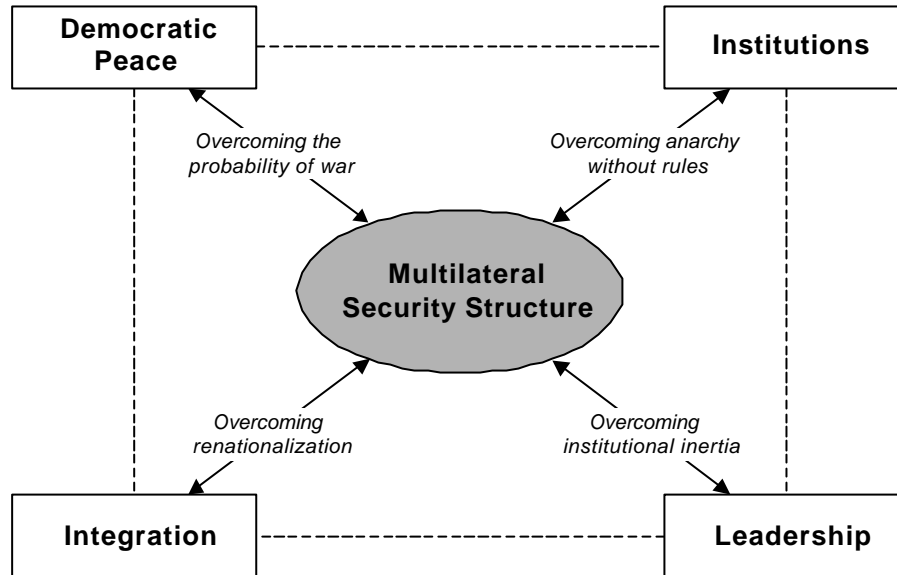 Democratic
Peace
Institutions
Overcoming the
probability of war
Overcoming anarchy
without rules
Multilateral
Security Structure
Overcoming
renationalization
Overcoming
institutional inertia
Integration
Leadership